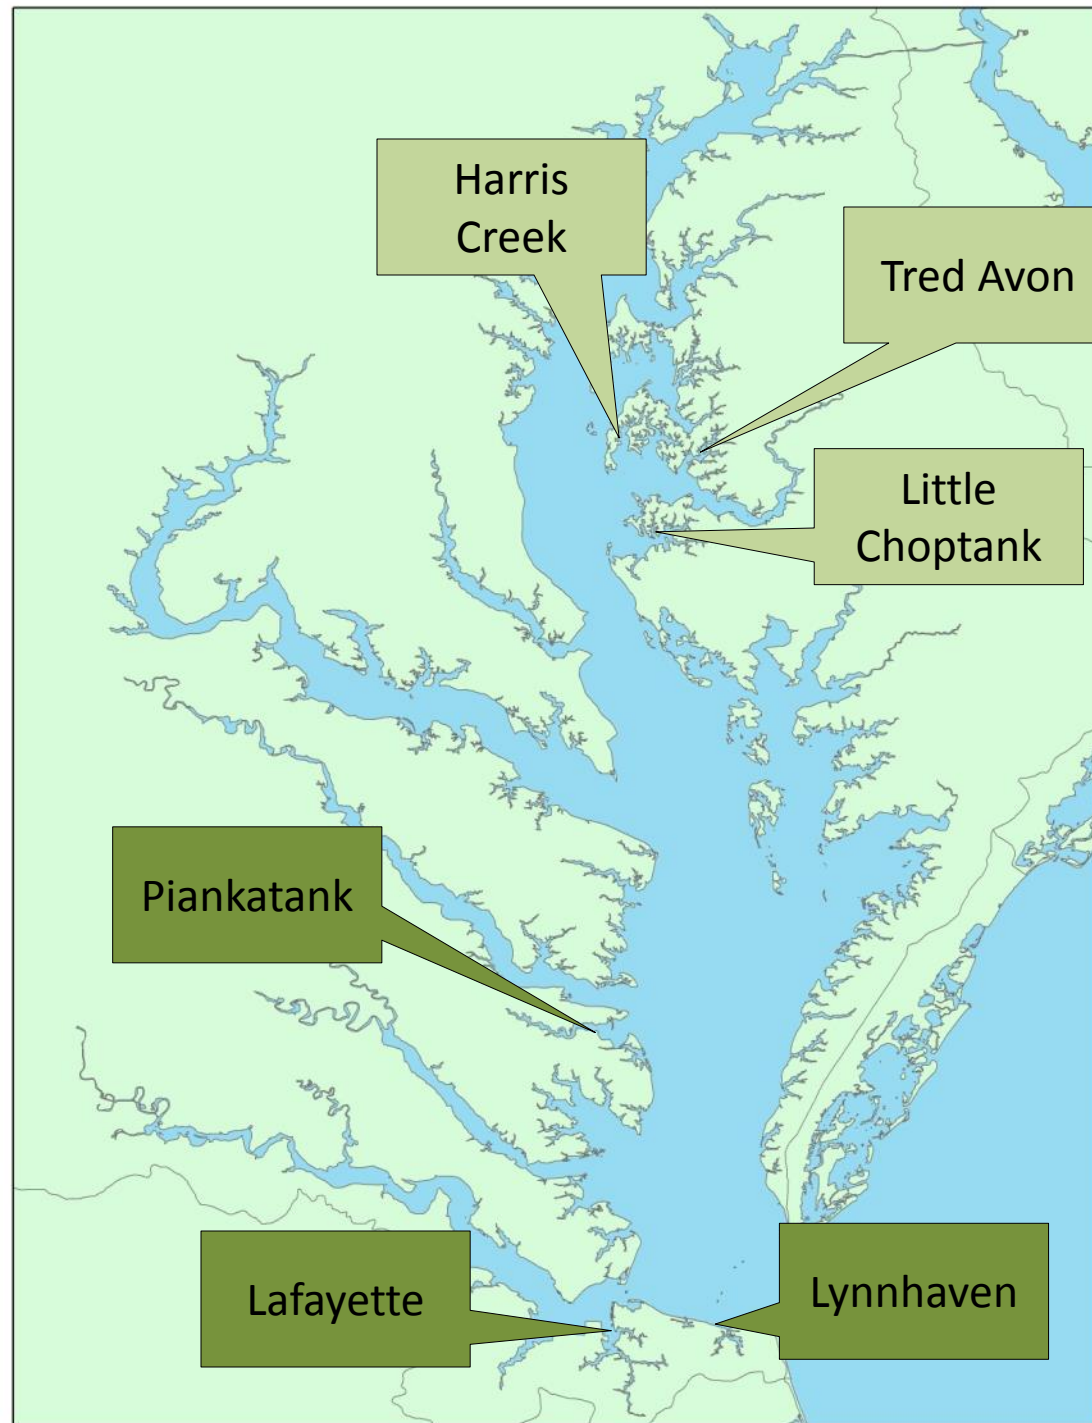 Harris
Creek
Tred Avon
Little
Choptank
Piankatank
Lafayette
Lynnhaven